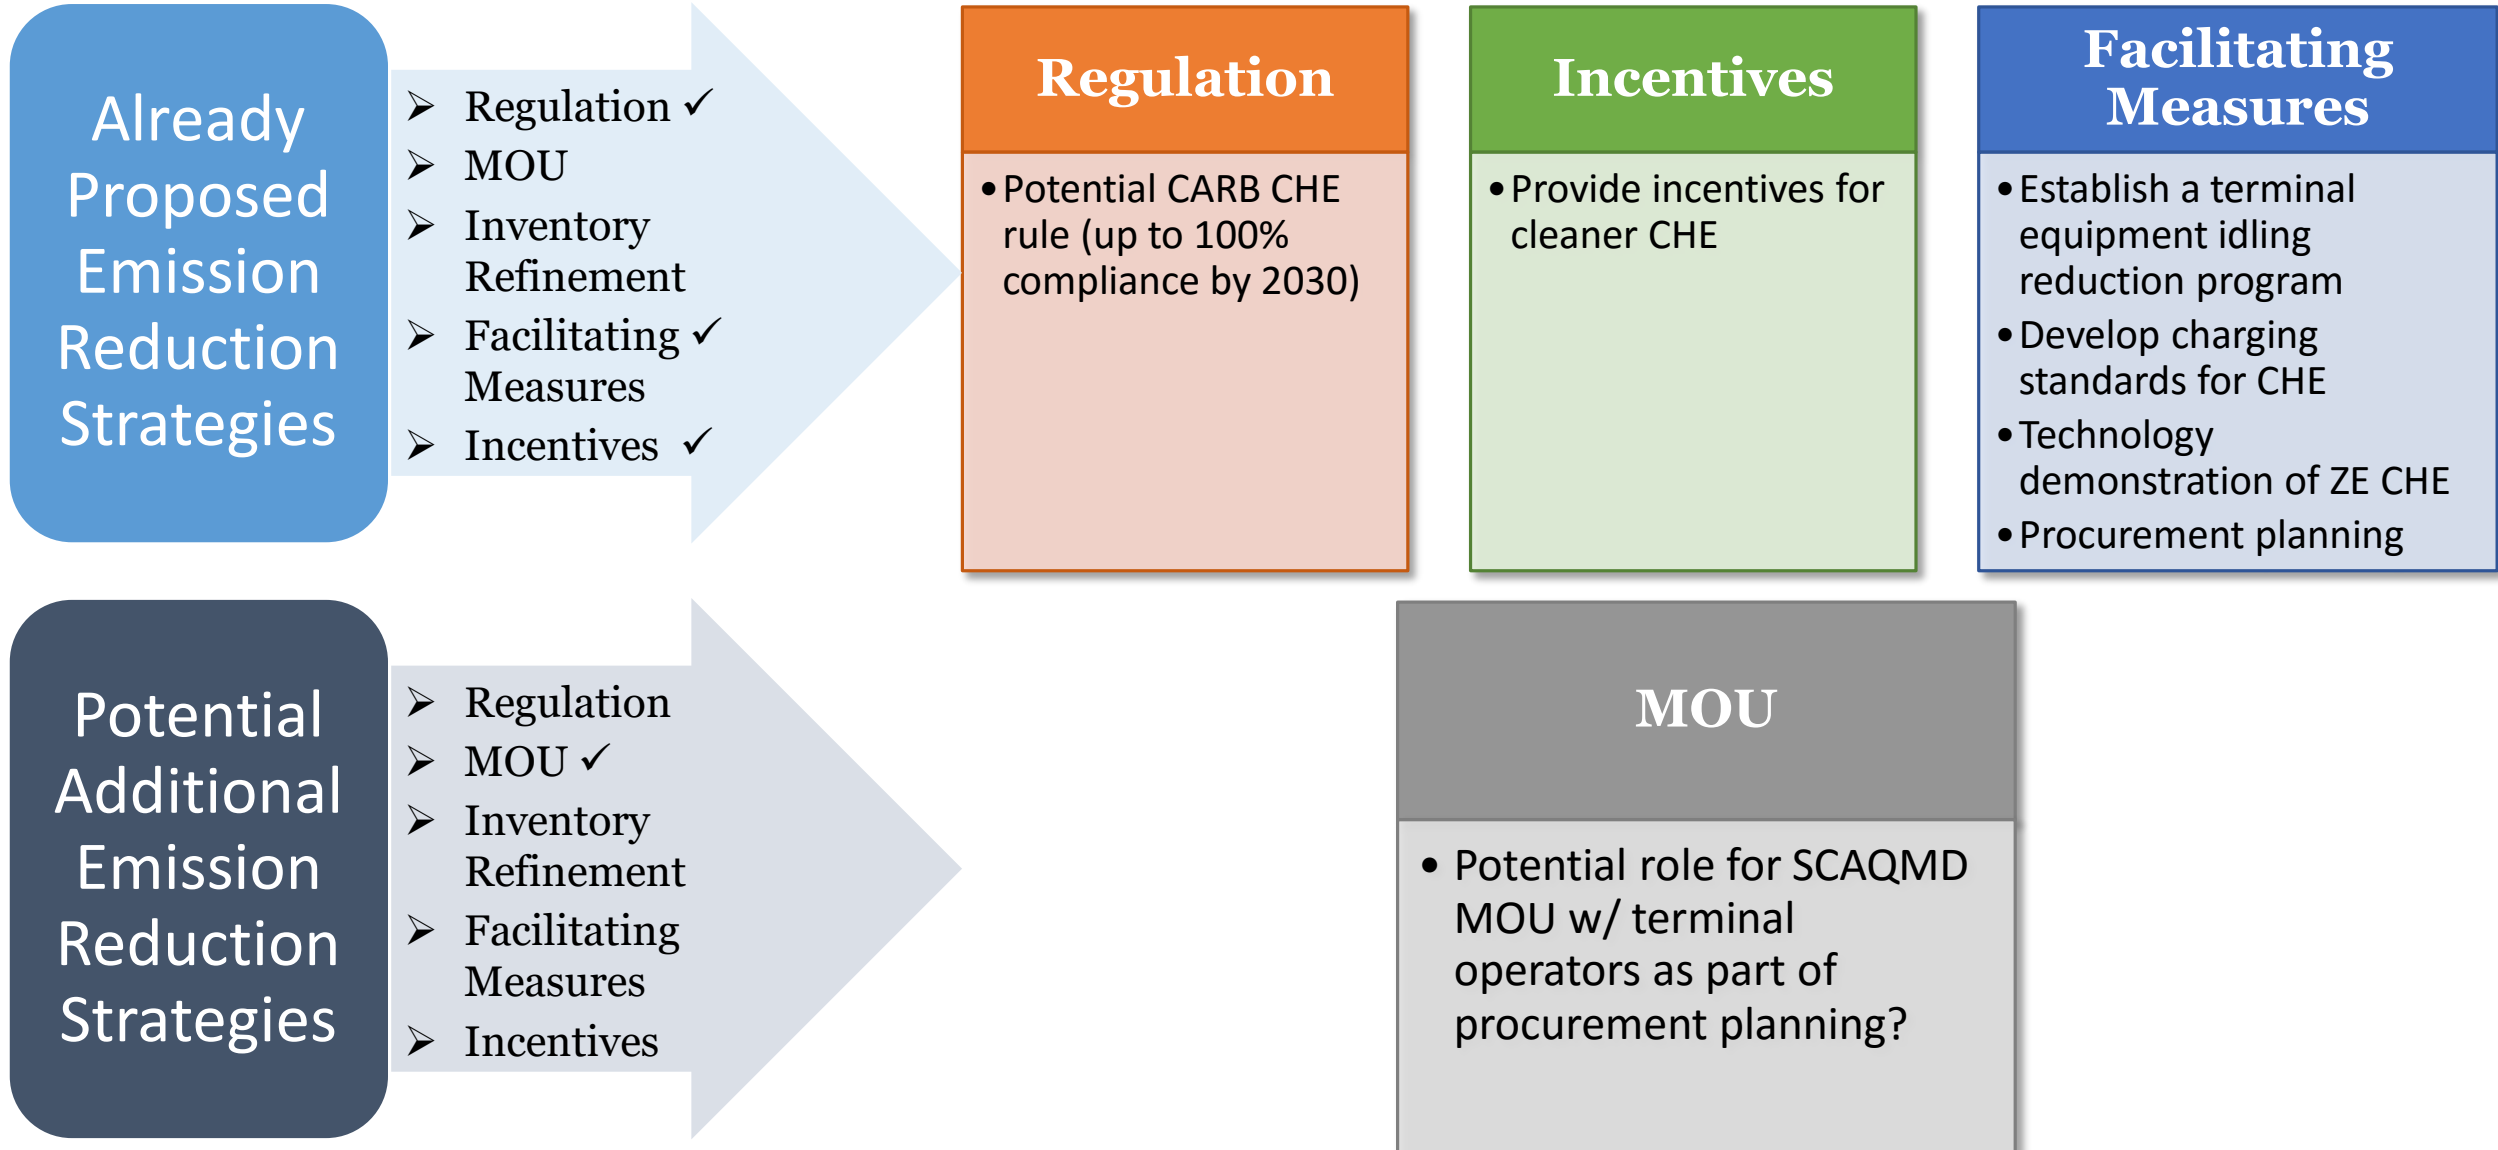 Already
Proposed
Emission
Reduction
Strategies
➢ Regulation ✓
➢ MOU
➢ Inventory
Refinement
➢ Facilitating ✓
Measures
➢ Incentives ✓
Regulation
•Potential CARB CHE
rule (up to 100%
compliance by 2030)
Incentives
•Provide incentives for
cleaner CHE
Facilitating
Measures
•Establish a terminal
equipment idling
reduction program
•Develop charging
standards for CHE
•Technology
demonstration of ZE CHE
•Procurement planning
Potential
Additional
Emission
Reduction
Strategies
➢ Regulation
➢ MOU ✓
➢ Inventory
Refinement
➢ Facilitating
Measures
➢ Incentives
MOU
• Potential role for SCAQMD
MOU w/ terminal
operators as part of
procurement planning?